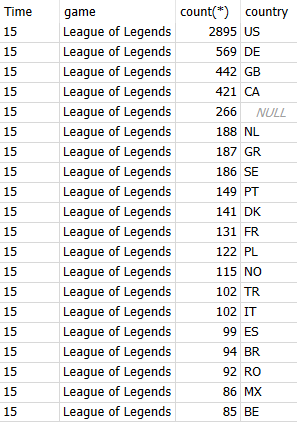 Time game count(*) country
15 League of Legends 2895 US
15 League of Legends 569 DE
15 League of Legends 442 GB
15 League of Legends 421 CA
15 League of Legends 266 NULL
15 League of Legends 188 NL
15 League of Legends 187 GR
15 League of Legends 186 SE
15 League of Legends 149 PT
15 League of Legends 141 DK
15 League of Legends 131 FR
15 League of Legends 122 PL
15 League of Legends 115 NO
15 League of Legends 102 TR
15 League of Legends 102 IT
15 League of Legends 99 ES
15 League of Legends 94 BR
15 League of Legends 92 RO
15 League of Legends 86 MX
15 League of Legends 85 BE